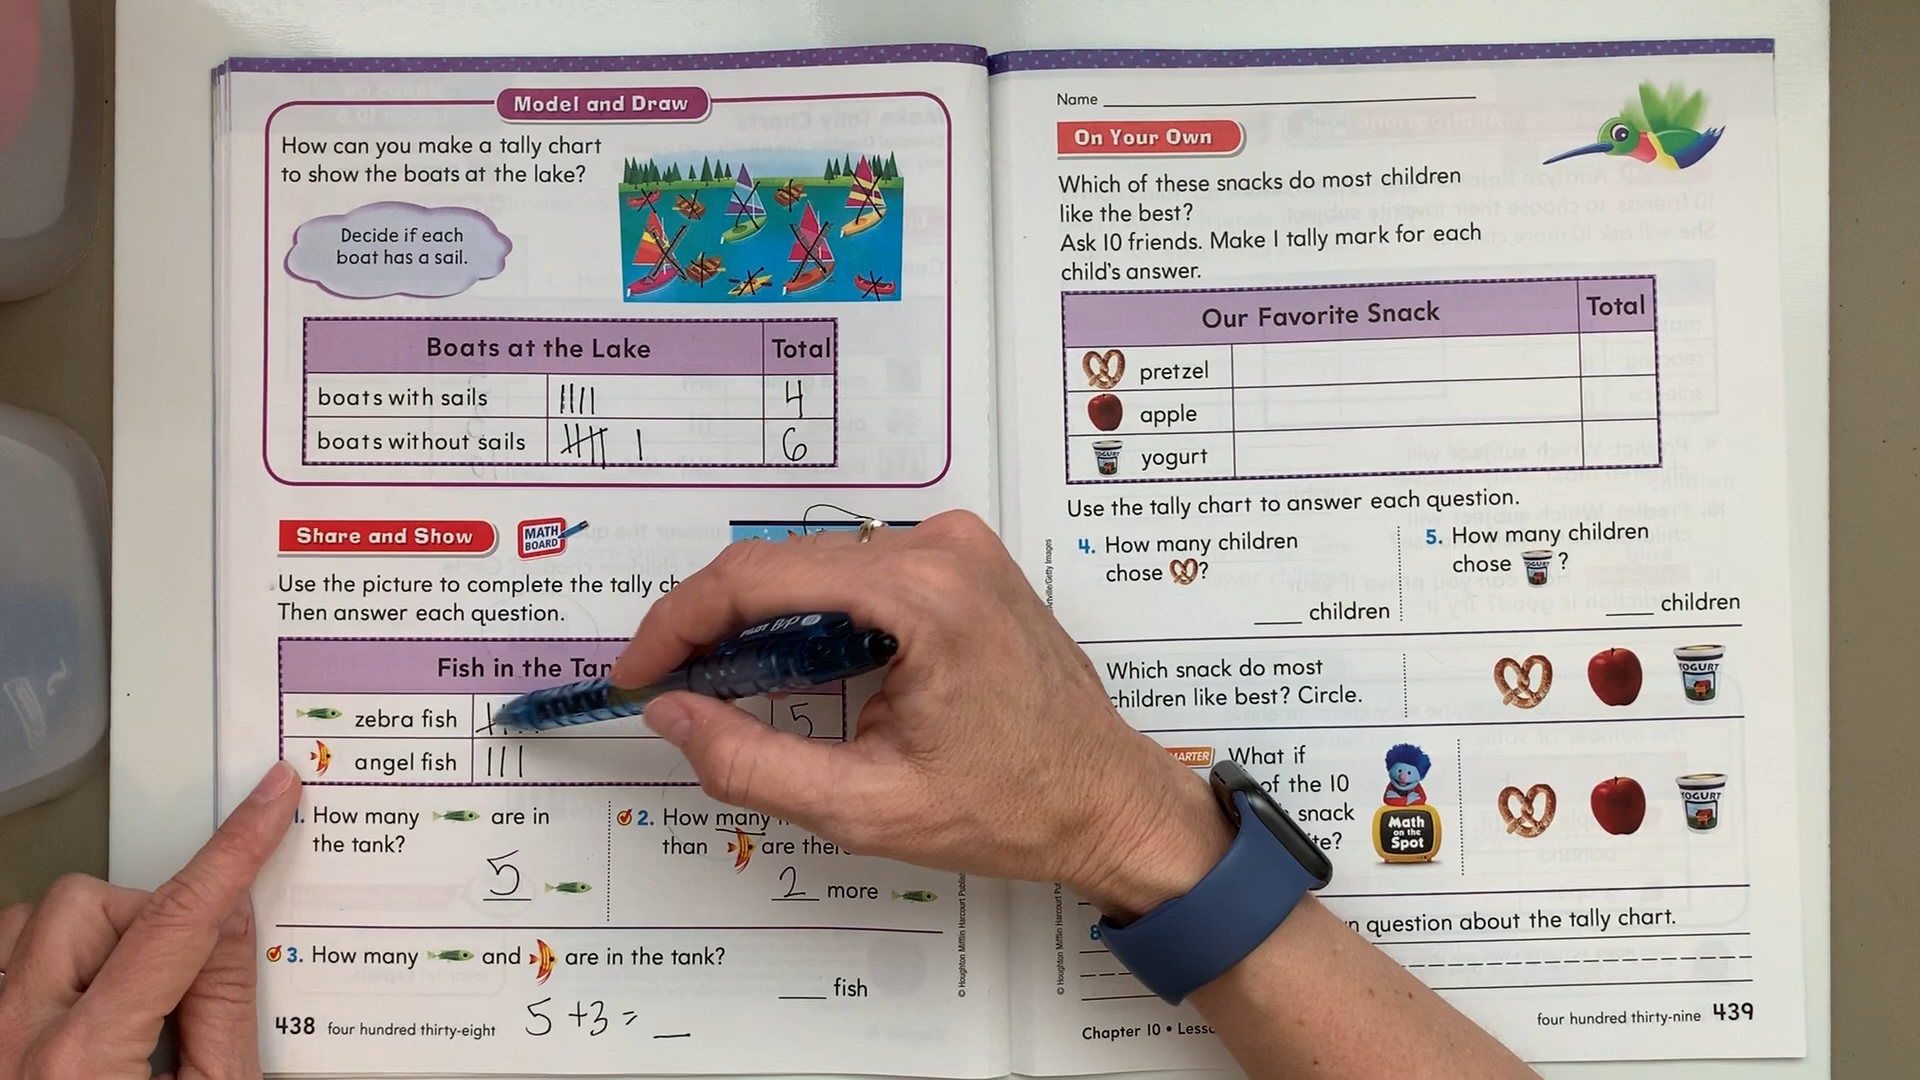 Model and Draw
How can you make a tally chart
to show the boats at the lake?
Decide if each
boat has a sail.
Boats at the Lake Total
boats with sails 4
boats without sails 6
Share and Show
MATH
BOARD
Use the picture to complete the tally
Then answer each question.
Fish in the
zebra fish 5
angel fish
1. How many are in
the tank?
5
2. How many
than are
2 more
3. How many and are in the tank?
fish
5 + 3 = _
438 four hundred thirty-eight
PILOT
© Houghton Mifflin Harcourt
Name
On Your Own
Which of these snacks do most children
like the best?
Ask 10 friends. Make 1 tally mark for each
child's answer.
Our Favorite Snack Total
pretzel
apple
yogurt
YOGURT
Use the tally chart to answer each question.
4. How many children
chose ?
children
5. How many children
chose ?
children
Which snack do most
children like best? Circle.
YOGURT
What if
of the 10
snack
Math
on the
Spot
YOGURT
8
question about the tally chart.
Chapter 10 •
four hundred thirty-nine 439